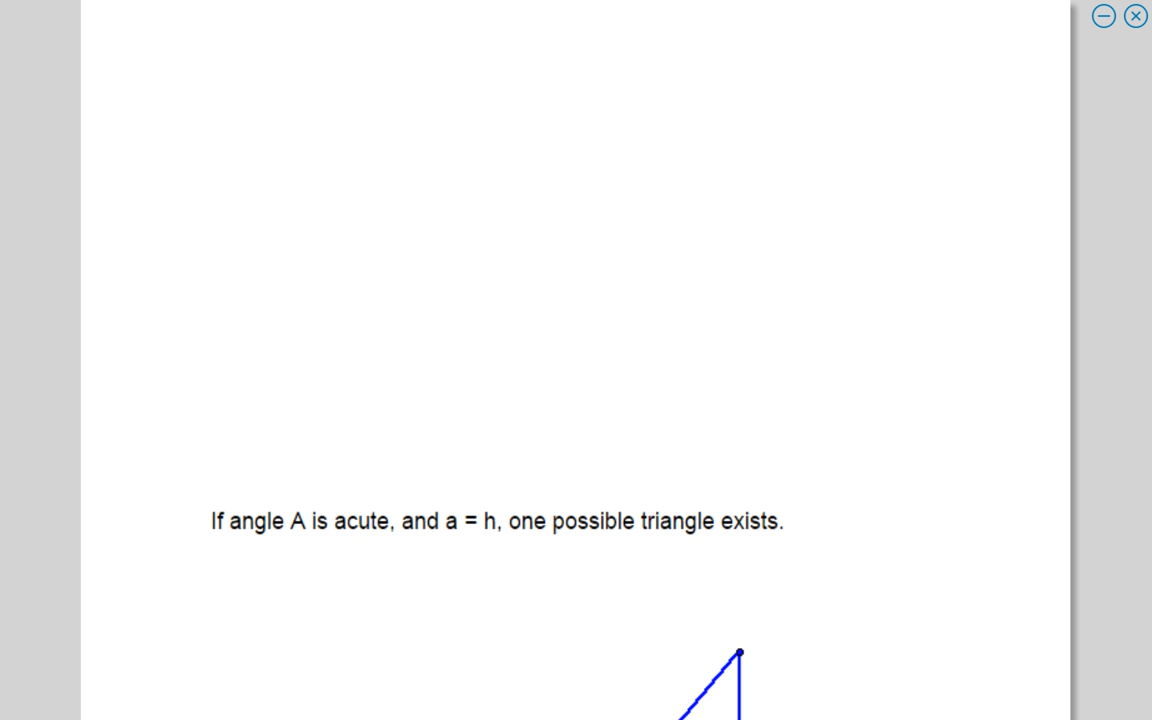 If angle A is acute, and a = h, one possible triangle exists.